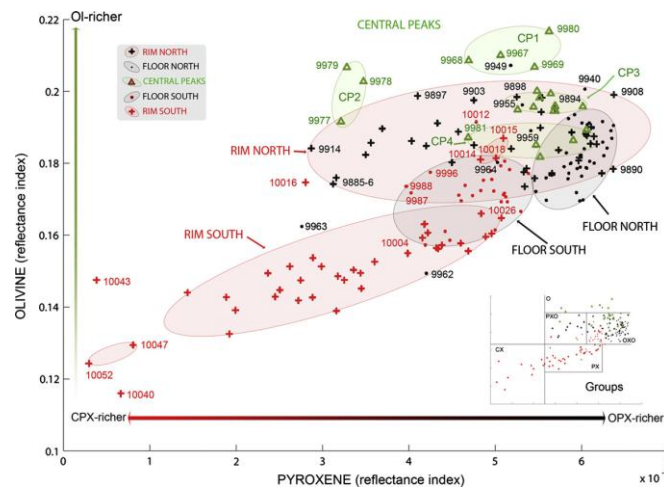 Ol-richer
CENTRAL PEAKS
RIM NORTH
FLOOR NORTH
CENTRAL PEAKS
FLOOR SOUTH
RIM SOUTH
CP1
9980
9968
9967
9949
9969
9979
CP2
9978
9977
9897
9903
9898
9940
CP3
9955
9894
9908
10012
9981
CP4
10015
9959
9914
RIM NORTH
10014
10018
9964
9890
10016
9885-6
9996
9988
9987
10026
FLOOR NORTH
9963
RIM SOUTH
10004
FLOOR SOUTH
9962
10043
10047
10052
10040
O
PXO
OXO
CX
PX
Groups
CPX-richer
OPX-richer
OLIVINE (reflectance index)
0.22
0.2
0.18
0.16
0.14
0.12
0.1
0
1
2
3
4
5
6
PYROXENE (reflectance index)